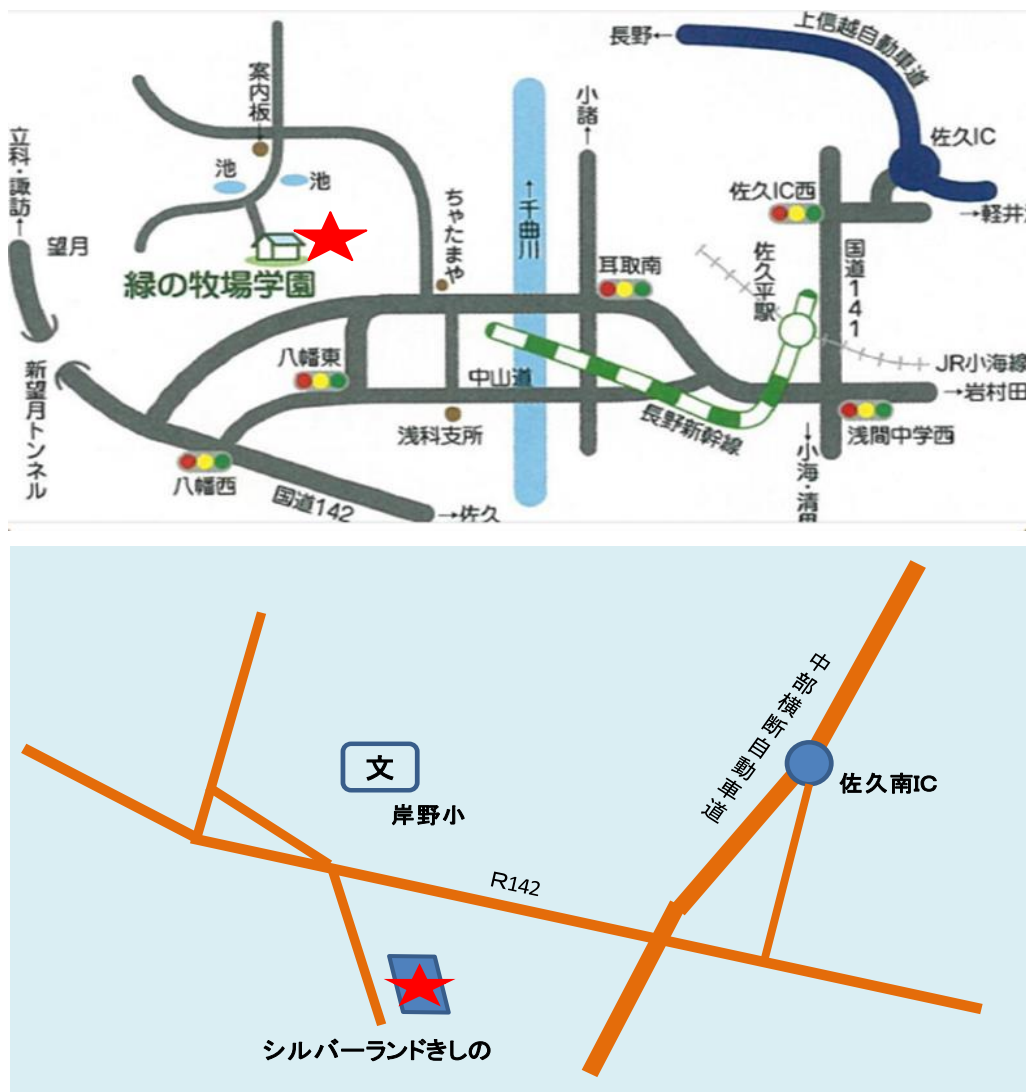 上信越自動車道
長野←
佐久IC
案内板
小諸↑
立科・諏訪↑
池
池
佐久IC西
→軽井
望月
ちゃたまや
↑千曲川
耳取南
佐久平駅
国道141
緑の牧場学園
八幡東
新望月トンネル
中山道
JR小海線
→岩村田
浅科支所
長野新幹線
浅間中学西
↓小海・清里
八幡西
国道142
→佐久
中部横断自動車道
文
佐久南IC
岸野小
R142
シルバーランドきしの